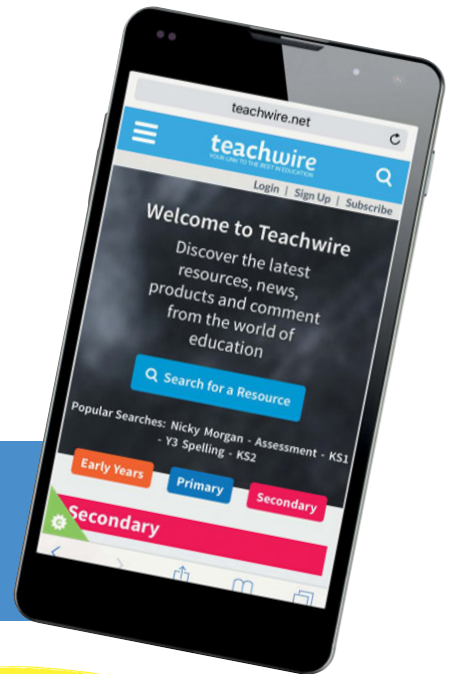 teachwire.net
teachwire
YOUR LINK TO THE BEST IN EDUCATION
Login | Sign Up | Subscribe
Welcome to Teachwire
Discover the latest
resources, news,
products and comment
from the world of
education
Search for a Resource
Popular Searches: Nicky Morgan - Assessment - KS1
- Y3 Spelling - KS2
Early Years
Primary
Secondary
Secondary